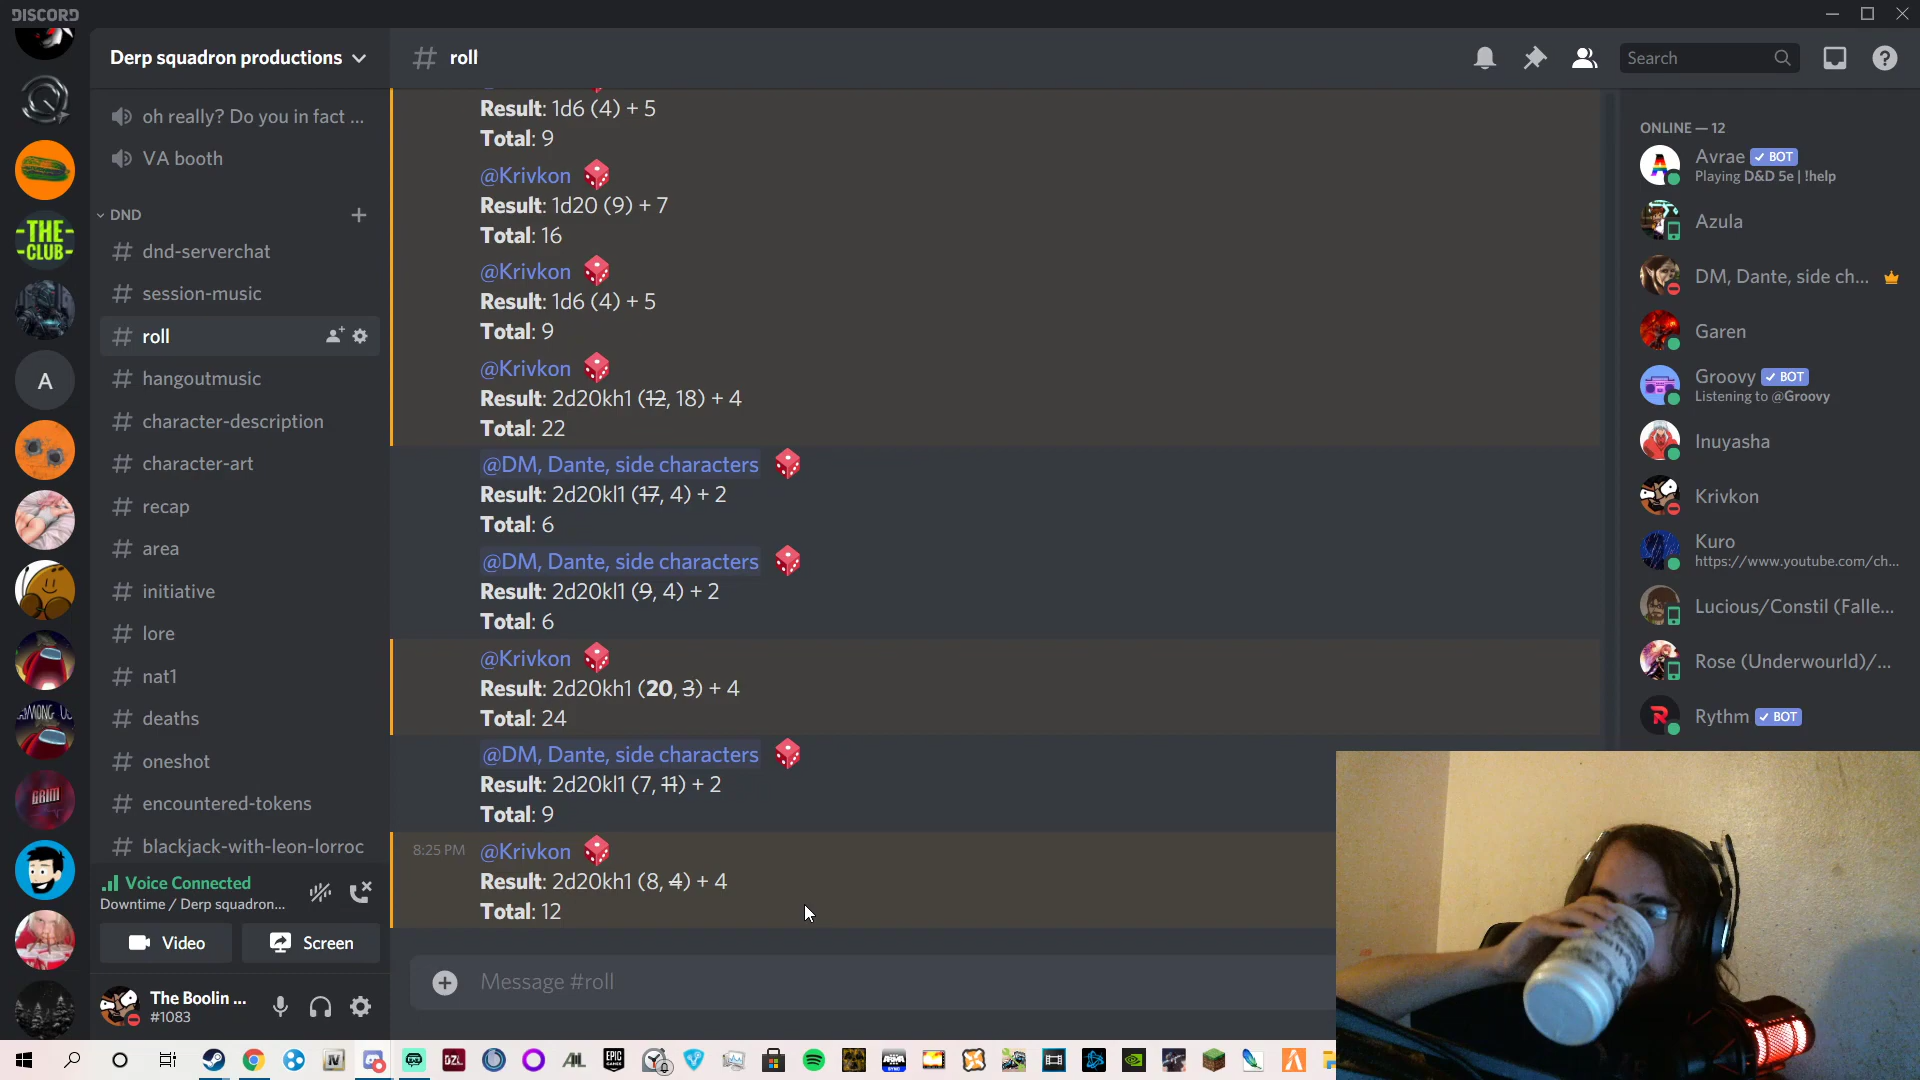 DISCORD
Derp squadron productions
# roll
Search
oh really? Do you in fact ...
VA booth
DND
# dnd-serverchat
# session-music
# roll
# hangoutmusic
# character-description
# character-art
# recap
# area
# initiative
# lore
# nat1
# deaths
# oneshot
# encountered-tokens
# blackjack-with-leon-lorroc
-THE-
CLUB
A
AMONG U
GRIM
Voice Connected
Downtime / Derp squadron...
Video
Screen
The Boolin ...
#1083
Result: 1d6 (4) + 5
Total: 9
@Krivkon
Result: 1d20 (9) + 7
Total: 16
@Krivkon
Result: 1d6 (4) + 5
Total: 9
@Krivkon
Result: 2d20kh1 (12, 18) + 4
Total: 22
@DM, Dante, side characters
Result: 2d20kl1 (17, 4) + 2
Total: 6
@DM, Dante, side characters
Result: 2d20kl1 (9, 4) + 2
Total: 6
@Krivkon
Result: 2d20kh1 (20, 3) + 4
Total: 24
@DM, Dante, side characters
Result: 2d20kl1 (7, 11) + 2
Total: 9
8:25 PM @Krivkon
Result: 2d20kh1 (8, 4) + 4
Total: 12
Message #roll
ONLINE — 12
Avrae ✓ BOT
Playing D&D 5e | !help
Azula
DM, Dante, side ch...
Garen
Groovy ✓ BOT
Listening to @Groovy
Inuyasha
Krivkon
Kuro
https://www.youtube.com/ch...
Lucious/Constil (Falle...
Rose (Underwourld)/...
Rythm ✓ BOT
DZL
AIL
EPIC
GAMES